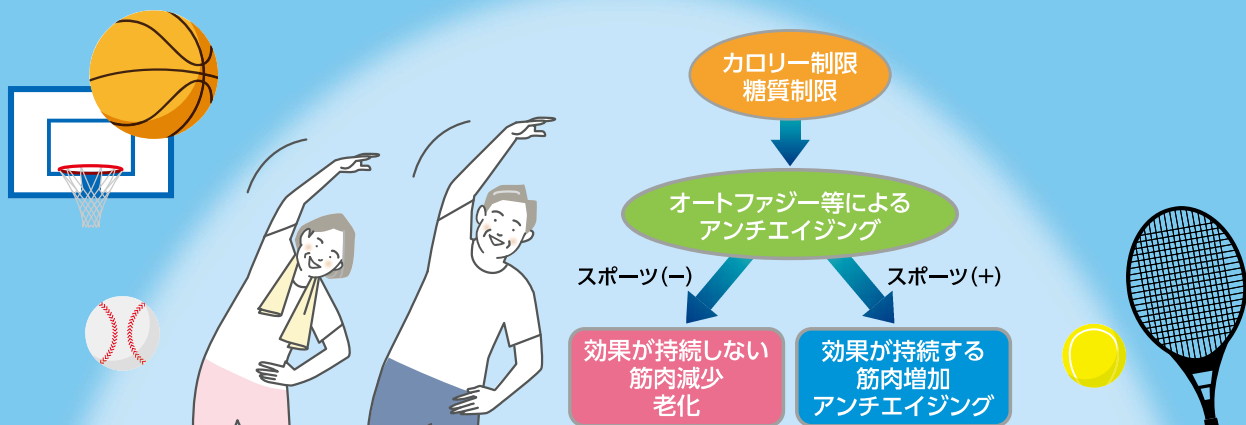 カロリー制限
糖質制限
オートファジー等による
アンチエイジング
スポーツ(−)
スポーツ(+)
効果が持続しない
筋肉減少
老化
効果が持続する
筋肉増加
アンチエイジング